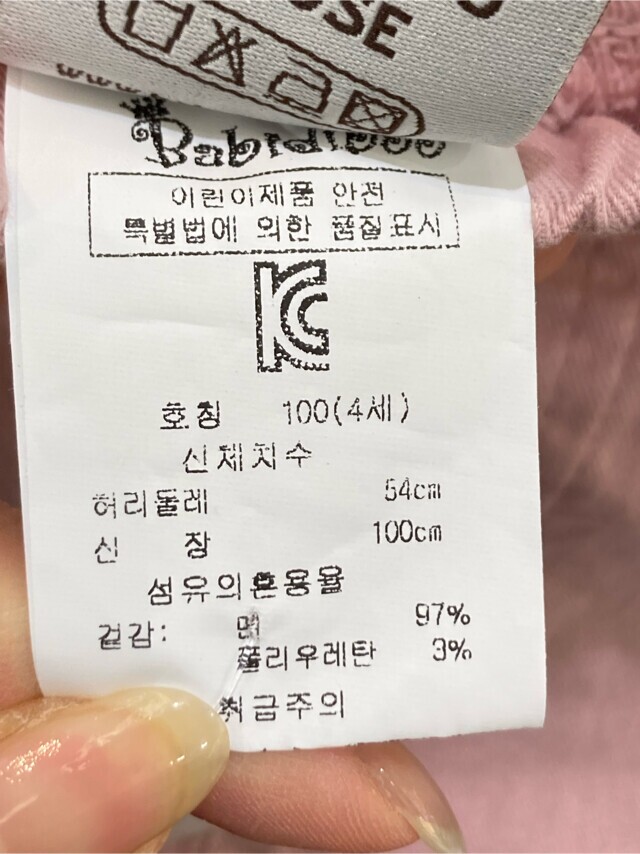 USE
Babidiboo
어린이제품 안전
특별법에 의한 품질표시
호칭 100(4세)
신체치수
허리둘레 54cm
신 장 100cm
섬유의혼용율
겉감: 면 97%
폴리우레탄 3%
취급주의